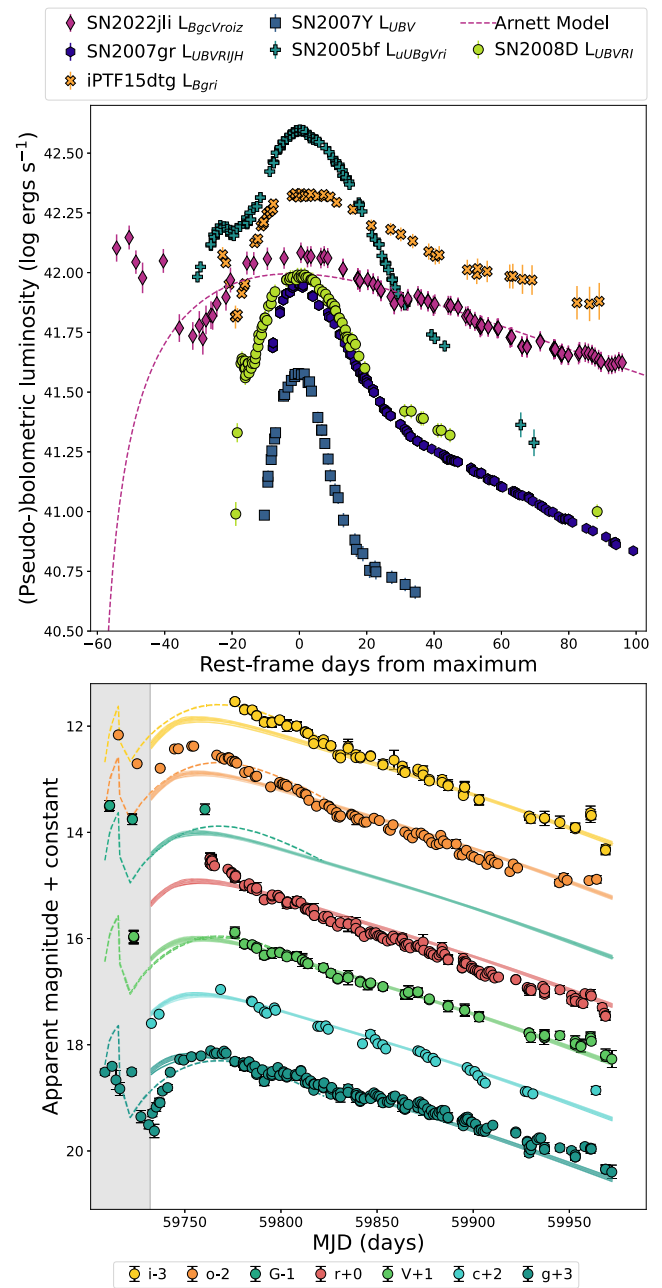 SN2022jli L_BgcVroiz SN2007Y L_UBV Arnett Model
SN2007gr L_UBVRIJH SN2005bf L_uUBgVri SN2008D L_UBVRI
iPTF15dtg L_Bgri
(Pseudo-)bolometric luminosity (log ergs s⁻¹)
42.50
42.25
42.00
41.75
41.50
41.25
41.00
40.75
40.50
−60 −40 −20 0 20 40 60 80 100
Rest-frame days from maximum
Apparent magnitude + constant
12
14
16
18
20
59750 59800 59850 59900 59950
MJD (days)
i-3 o-2 G-1 r+0 V+1 c+2 g+3